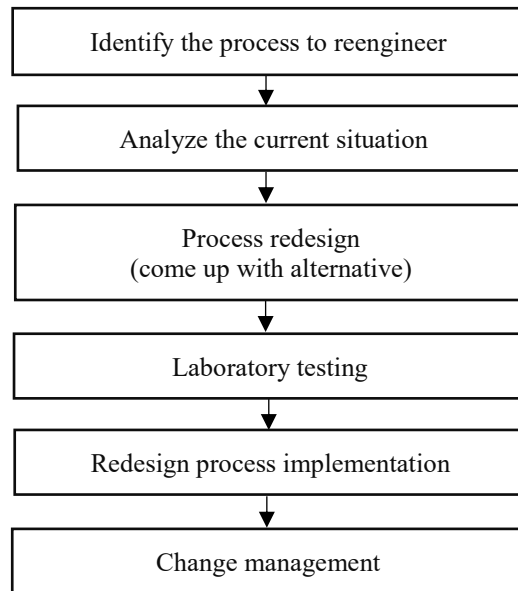 Identify the process to reengineer
Analyze the current situation
Process redesign
(come up with alternative)
Laboratory testing
Redesign process implementation
Change management